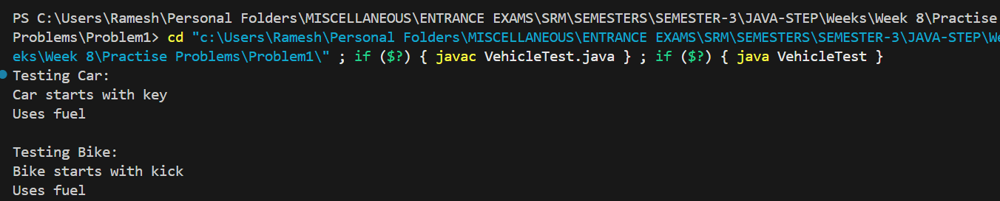 PS C:\Users\Ramesh\Personal Folders\MISCELLANEOUS\ENTRANCE EXAMS\SRM\SEMESTERS\SEMESTER-3\JAVA-STEP\Weeks\Week 8\Practise
Problems\Problem1> cd "c:\Users\Ramesh\Personal Folders\MISCELLANEOUS\ENTRANCE EXAMS\SRM\SEMESTERS\SEMESTER-3\JAVA-STEP\We
eks\Week 8\Practise Problems\Problem1\" ; if ($?) { javac VehicleTest.java } ; if ($?) { java VehicleTest }
Testing Car:
Car starts with key
Uses fuel

Testing Bike:
Bike starts with kick
Uses fuel